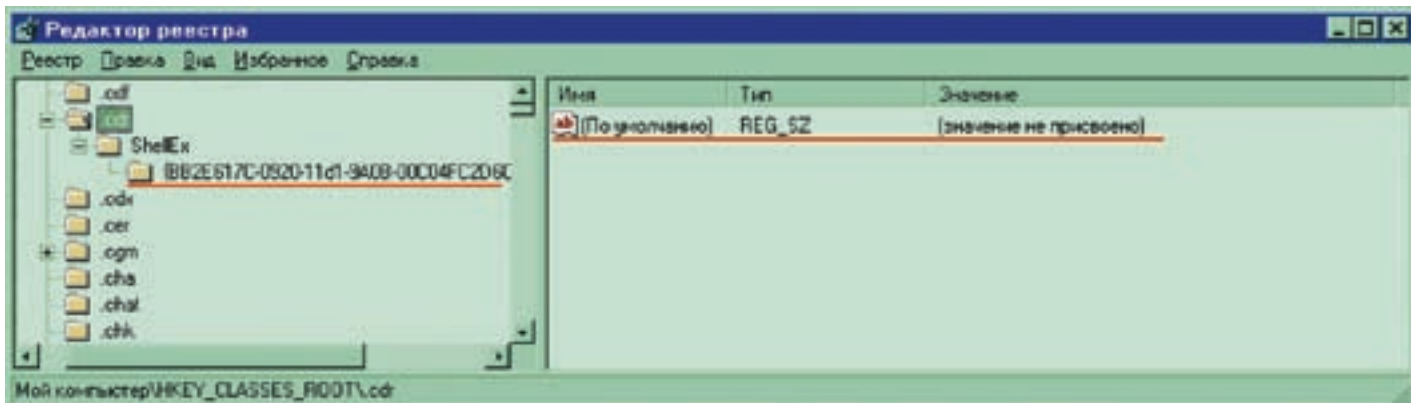 Редактор реестра
Реестр Правка Вид Избранное Справка
.cdf
.cdr
ShellEx
{BB2E617C-0920-11d1-9A0B-00C04FC2D6C
.cdx
.cer
.cgm
.cha
.chat
.chk
Имя Тип Значение
(По умолчанию) REG_SZ (значение не присвоено)
Мой компьютер\HKEY_CLASSES_ROOT\.cdr